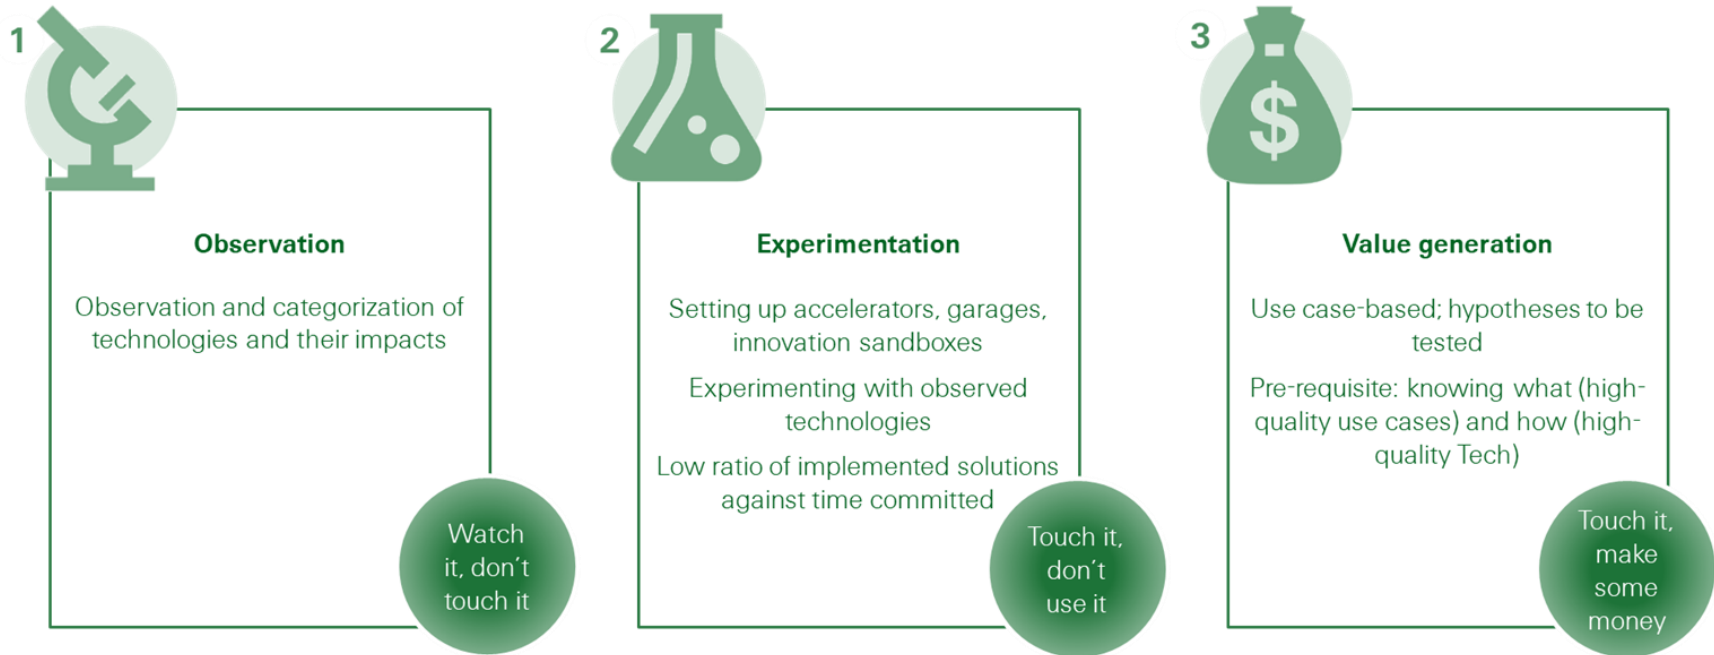 1
Observation
Observation and categorization of
technologies and their impacts
Watch
it, don´t
touch it
2
Experimentation
Setting up accelerators, garages,
innovation sandboxes
Experimenting with observed
technologies
Low ratio of implemented solutions
against time committed
Touch it,
don´t
use it
3
$
Value generation
Use case-based; hypotheses to be
tested
Pre-requisite: knowing what (high-
quality use cases) and how (high-
quality Tech)
Touch it,
make
some
money